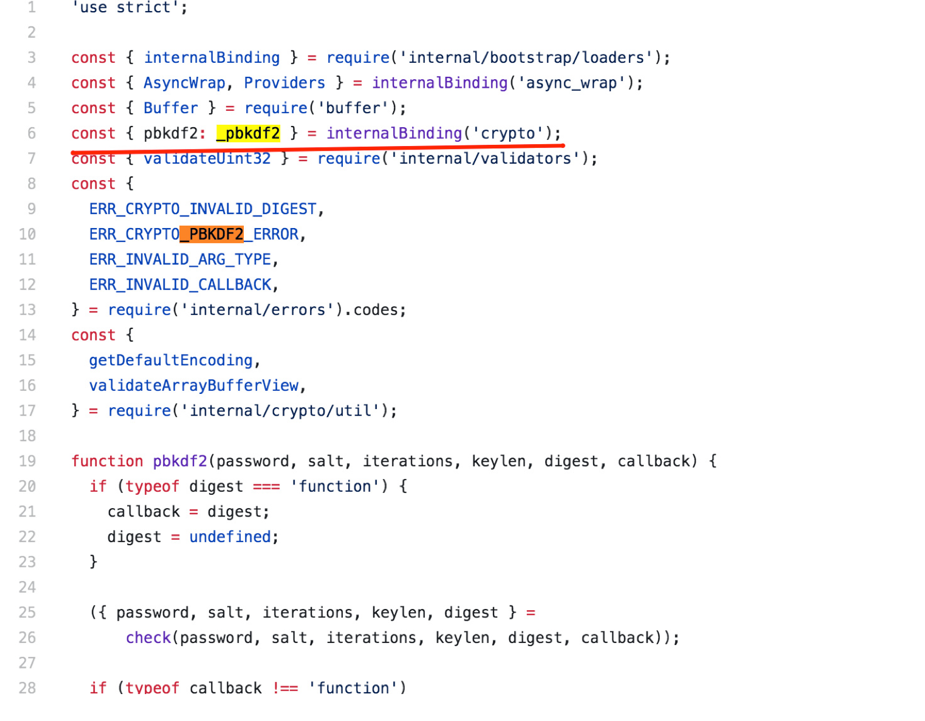 1 'use strict';
2
3 const { internalBinding } = require('internal/bootstrap/loaders');
4 const { AsyncWrap, Providers } = internalBinding('async_wrap');
5 const { Buffer } = require('buffer');
6 const { pbkdf2: _pbkdf2 } = internalBinding('crypto');
7 const { validateUint32 } = require('internal/validators');
8 const {
9 ERR_CRYPTO_INVALID_DIGEST,
10 ERR_CRYPTO_PBKDF2_ERROR,
11 ERR_INVALID_ARG_TYPE,
12 ERR_INVALID_CALLBACK,
13 } = require('internal/errors').codes;
14 const {
15 getDefaultEncoding,
16 validateArrayBufferView,
17 } = require('internal/crypto/util');
18
19 function pbkdf2(password, salt, iterations, keylen, digest, callback) {
20 if (typeof digest === 'function') {
21 callback = digest;
22 digest = undefined;
23 }
24
25 ({ password, salt, iterations, keylen, digest } =
26 check(password, salt, iterations, keylen, digest, callback));
27
28 if (typeof callback !== 'function')